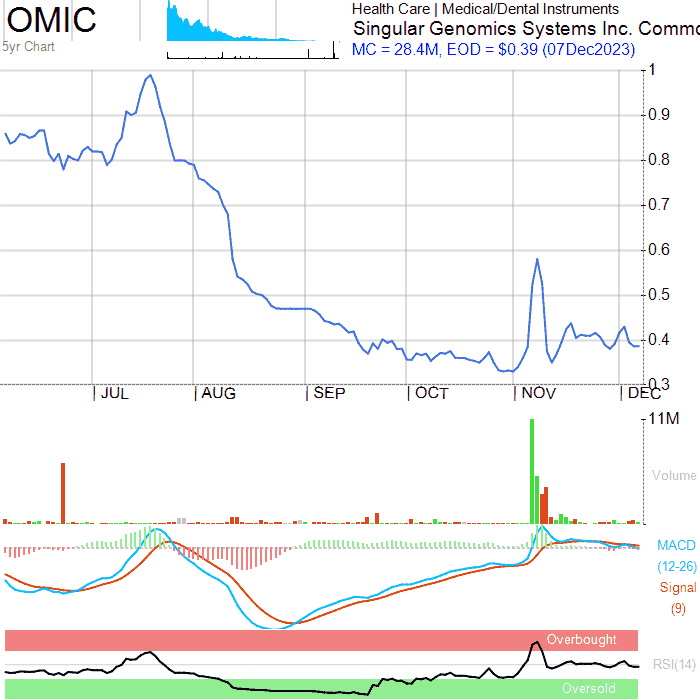 OMIC
5yr Chart
Health Care | Medical/Dental Instruments
Singular Genomics Systems Inc. Commo
MC = 28.4M, EOD = $0.39 (07Dec2023)
1
0.9
0.8
0.7
0.6
0.5
0.4
0.3
JUL AUG SEP OCT NOV DEC
11M
Volume
MACD
(12-26)
Signal
(9)
Overbought
RSI(14)
Oversold